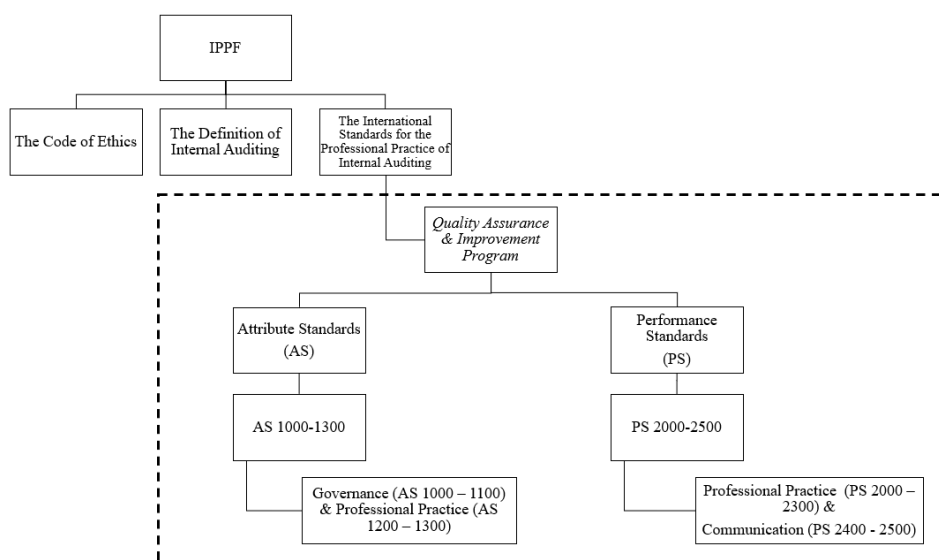 IPPF
The Code of Ethics
The Definition of
Internal Auditing
The International
Standards for the
Professional Practice of
Internal Auditing
Quality Assurance
& Improvement
Program
Attribute Standards
(AS)
Performance
Standards
(PS)
AS 1000-1300
PS 2000-2500
Governance (AS 1000 – 1100)
& Professional Practice (AS
1200 – 1300)
Professional Practice (PS 2000 –
2300) &
Communication (PS 2400 - 2500)